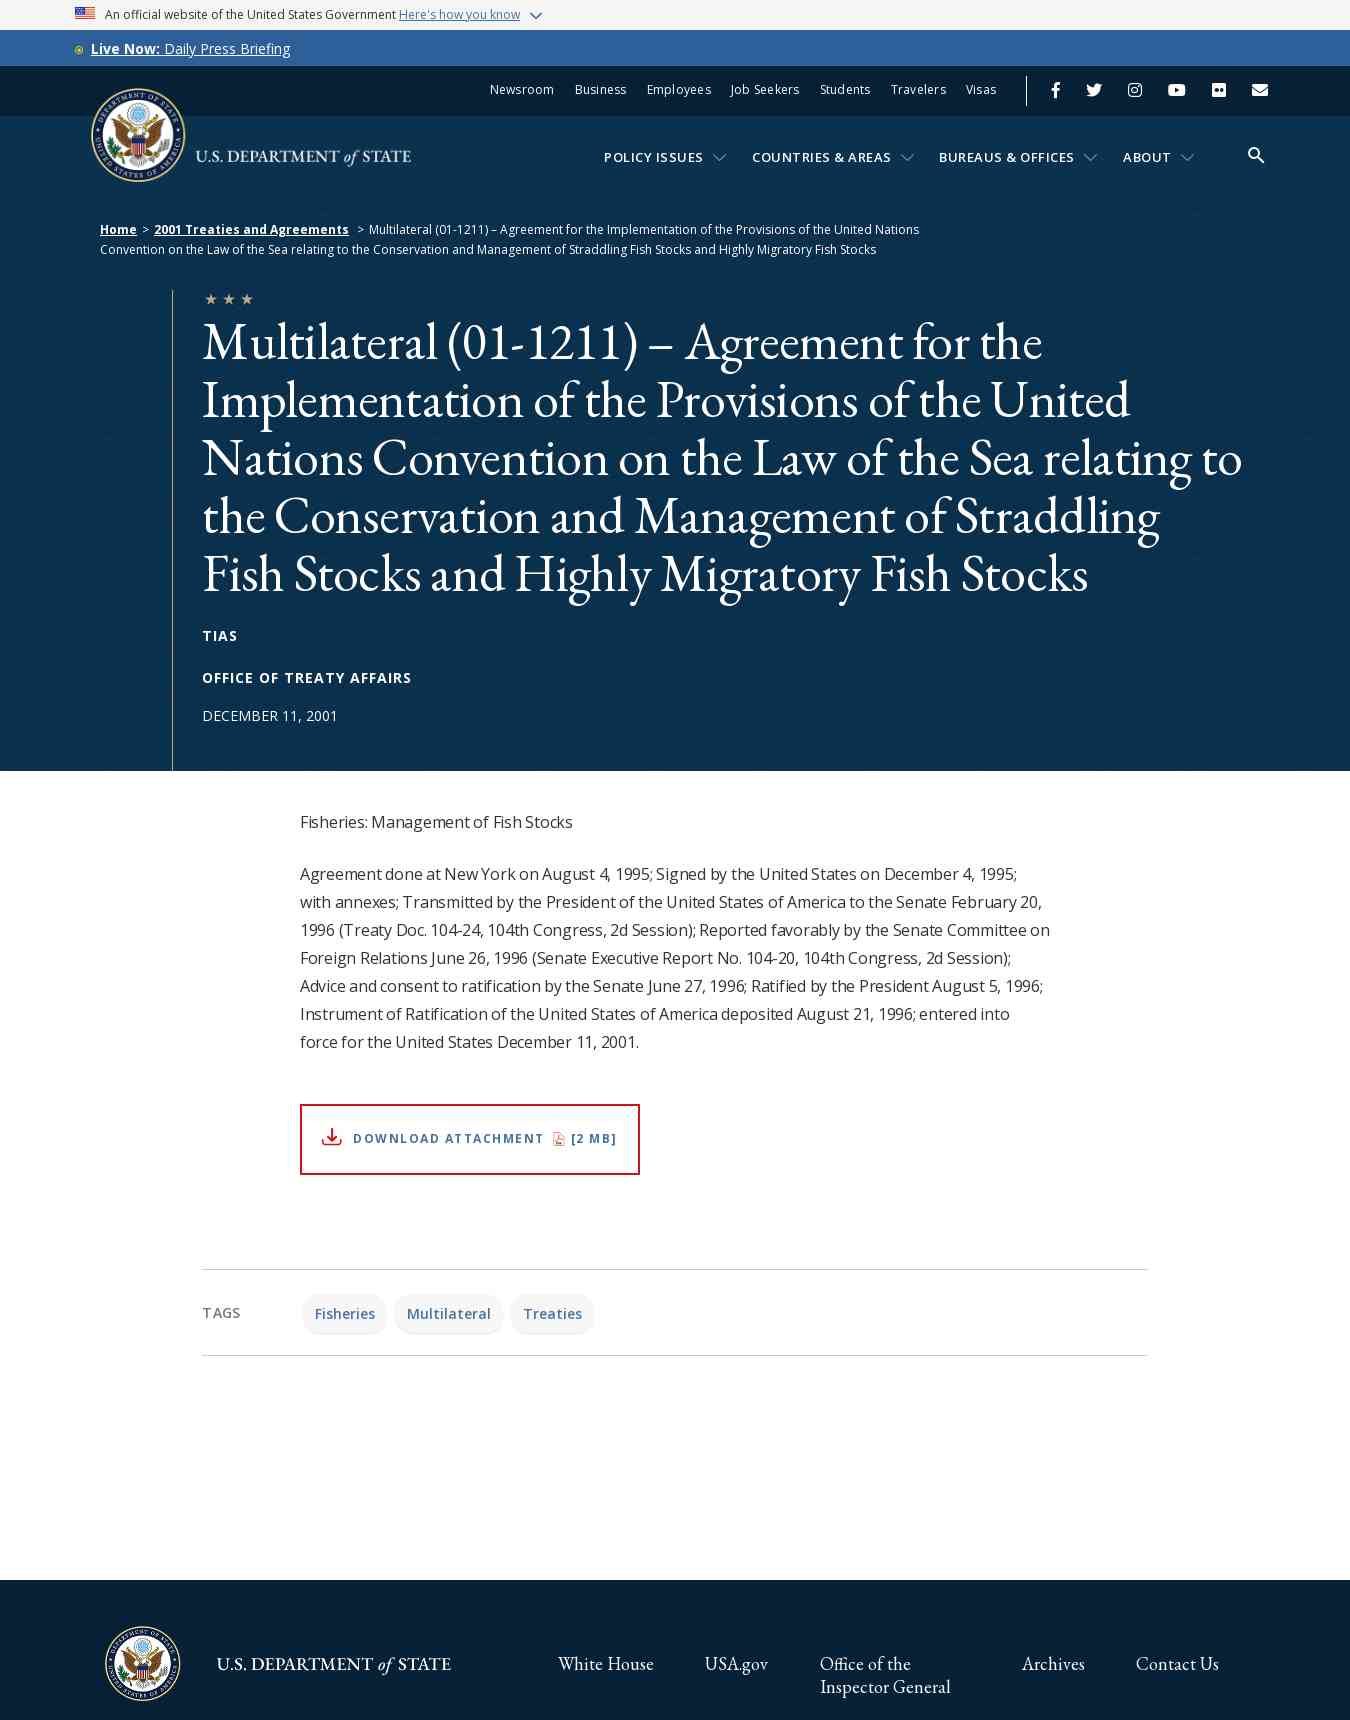 An official website of the United States Government Here's how you know
Live Now: Daily Press Briefing
Newsroom Business Employees Job Seekers Students Travelers Visas
U.S. DEPARTMENT of STATE
POLICY ISSUES COUNTRIES & AREAS BUREAUS & OFFICES ABOUT
Home > 2001 Treaties and Agreements > Multilateral (01-1211) – Agreement for the Implementation of the Provisions of the United Nations
Convention on the Law of the Sea relating to the Conservation and Management of Straddling Fish Stocks and Highly Migratory Fish Stocks
Multilateral (01-1211) – Agreement for the
Implementation of the Provisions of the United
Nations Convention on the Law of the Sea relating to
the Conservation and Management of Straddling
Fish Stocks and Highly Migratory Fish Stocks
TIAS
OFFICE OF TREATY AFFAIRS
DECEMBER 11, 2001
Fisheries: Management of Fish Stocks
Agreement done at New York on August 4, 1995; Signed by the United States on December 4, 1995;
with annexes; Transmitted by the President of the United States of America to the Senate February 20,
1996 (Treaty Doc. 104-24, 104th Congress, 2d Session); Reported favorably by the Senate Committee on
Foreign Relations June 26, 1996 (Senate Executive Report No. 104-20, 104th Congress, 2d Session);
Advice and consent to ratification by the Senate June 27, 1996; Ratified by the President August 5, 1996;
Instrument of Ratification of the United States of America deposited August 21, 1996; entered into
force for the United States December 11, 2001.
DOWNLOAD ATTACHMENT [2 MB]
TAGS Fisheries Multilateral Treaties
U.S. DEPARTMENT of STATE
White House USA.gov Office of the Archives Contact Us
Inspector General